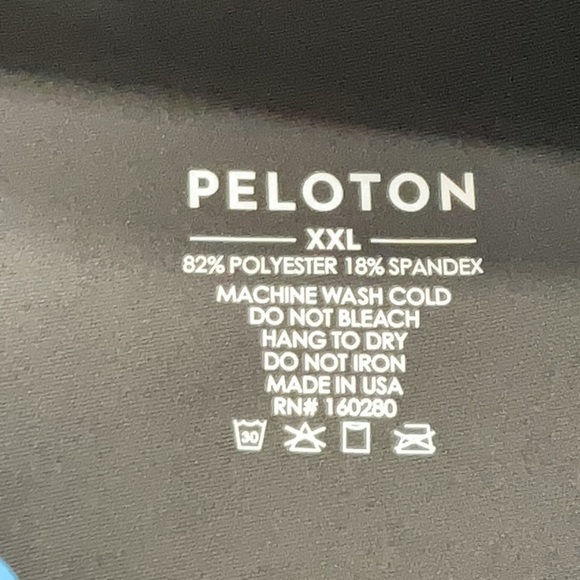 PELOTON
XXL
82% POLYESTER 18% SPANDEX
MACHINE WASH COLD
DO NOT BLEACH
HANG TO DRY
DO NOT IRON
MADE IN USA
RN# 160280
30